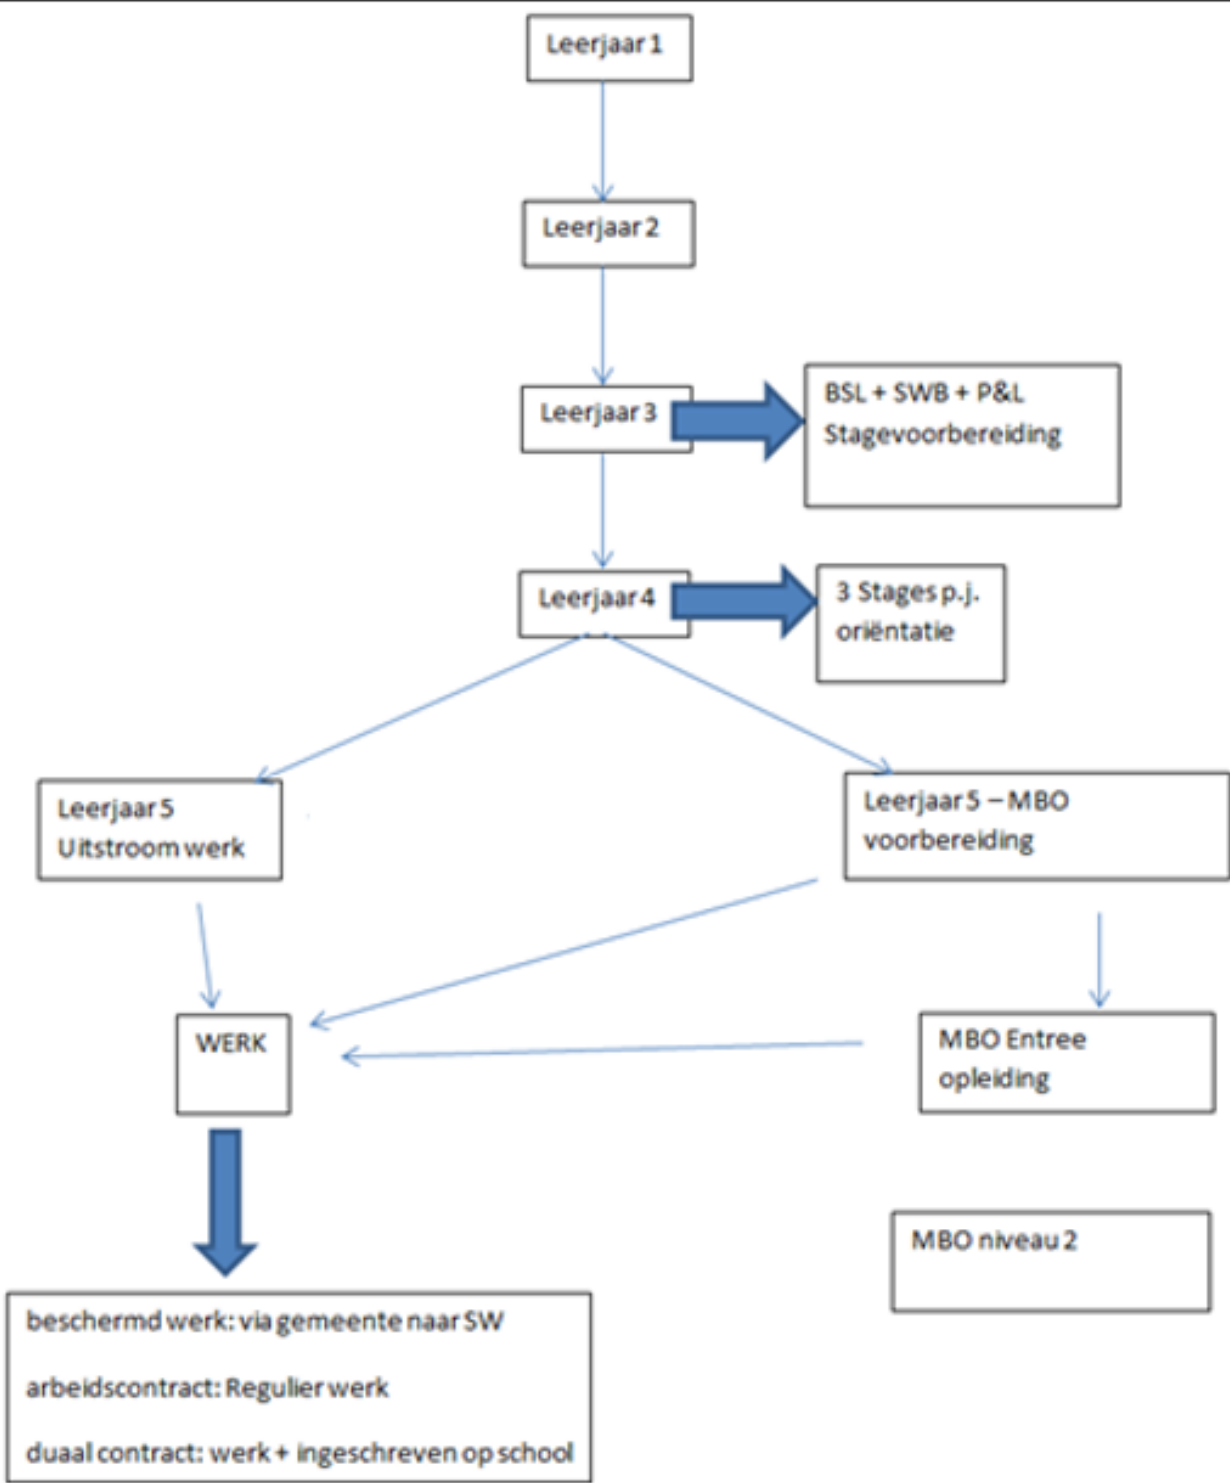 Leerjaar 1
Leerjaar 2
Leerjaar 3
BSL + SWB + P&L
Stagevoorbereiding
Leerjaar 4
3 Stages p.j.
oriëntatie
Leerjaar 5
Uitstroom werk
Leerjaar 5 – MBO
voorbereiding
WERK
MBO Entree
opleiding
MBO niveau 2
beschermd werk: via gemeente naar SW
arbeidscontract: Regulier werk
duaal contract: werk + ingeschreven op school